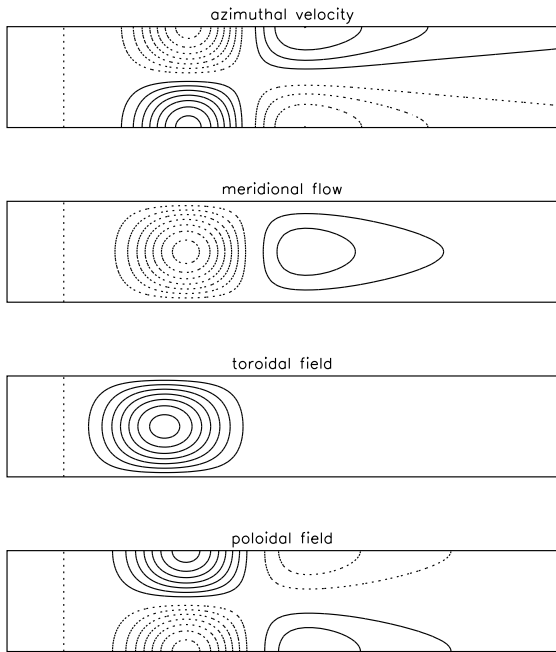 azimuthal velocity
meridional flow
toroidal field
poloidal field